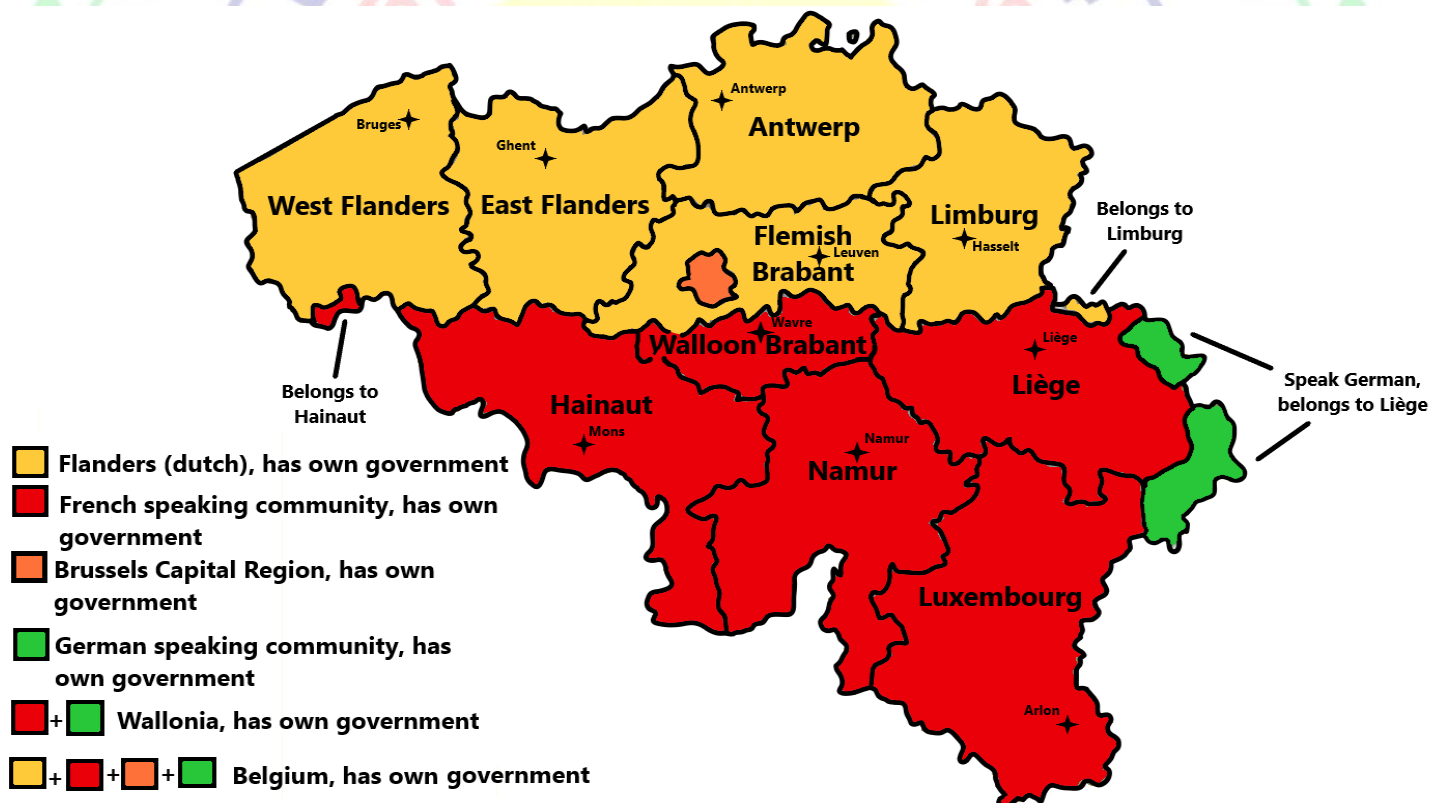 Antwerp
Antwerp
Bruges
Ghent
West Flanders
East Flanders
Limburg
Hasselt
Belongs to
Limburg
Flemish
Leuven
Brabant
Wavre
Walloon Brabant
Liège
Liège
Belongs to
Hainaut
Speak German,
belongs to Liège
Hainaut
Mons
Namur
Namur
Luxembourg
Arlon
Flanders (dutch), has own government
French speaking community, has own
government
Brussels Capital Region, has own
government
German speaking community, has
own government
+ Wallonia, has own government
+ + + Belgium, has own government